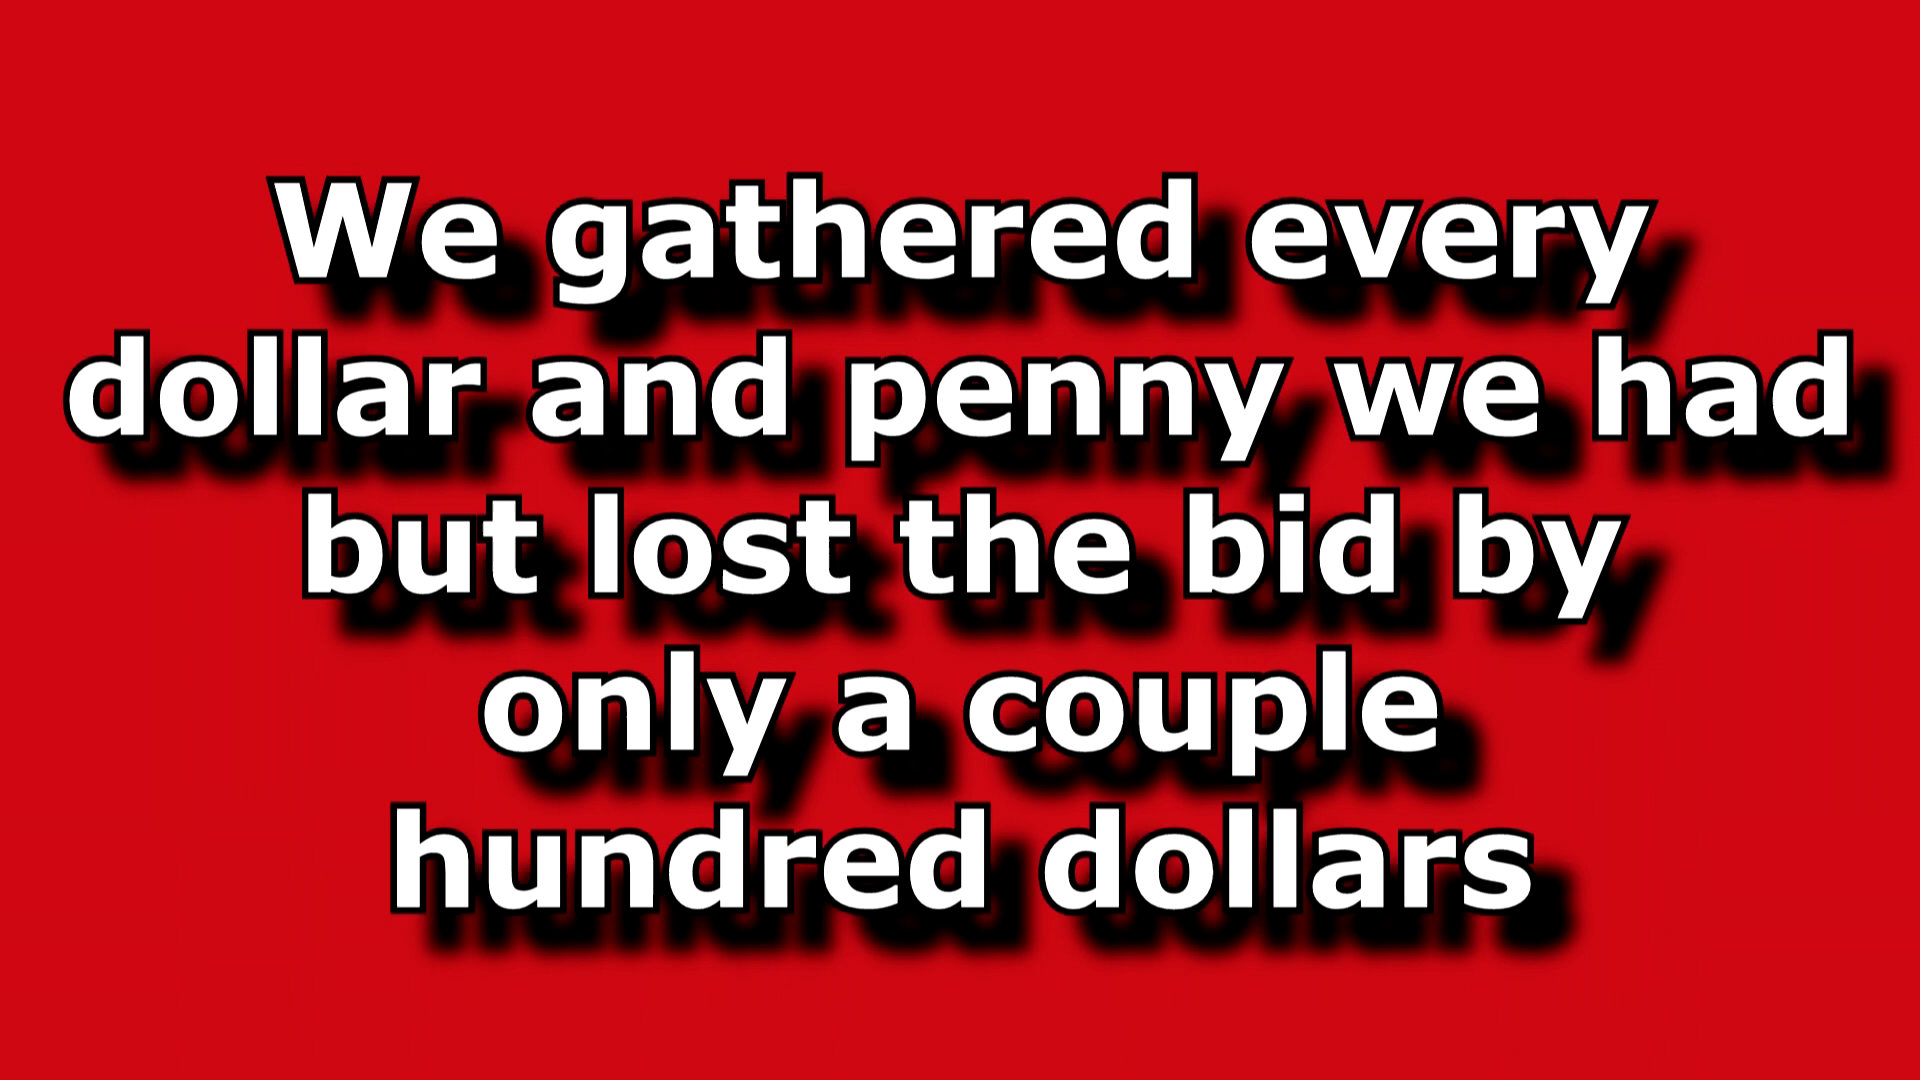 We gathered every
dollar and penny we had
but lost the bid by
only a couple
hundred dollars